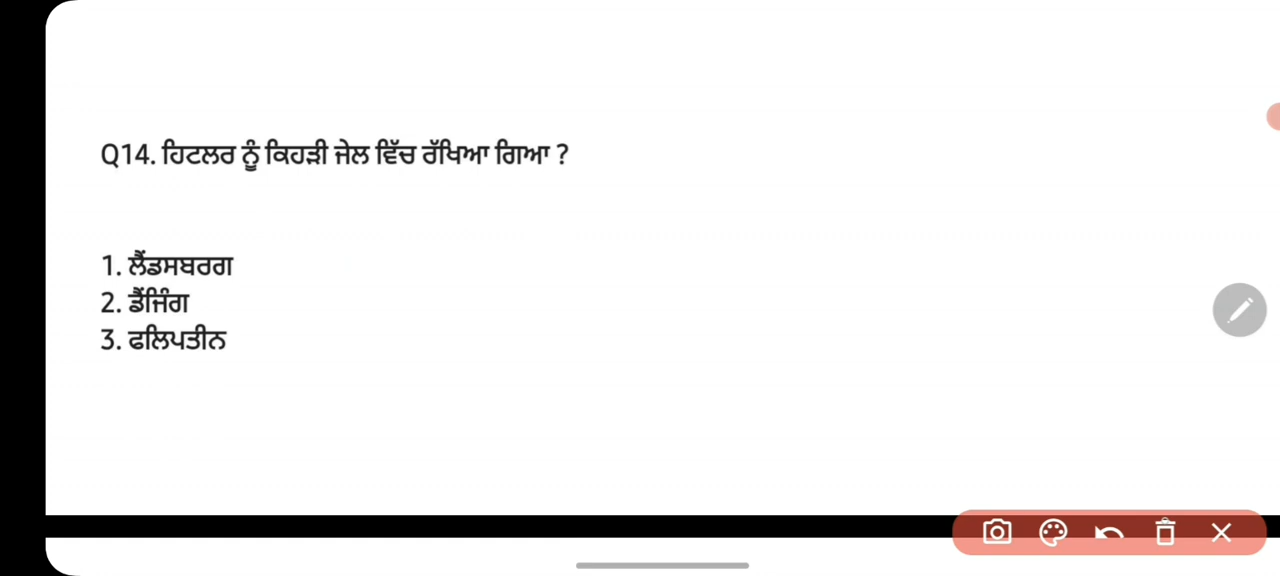 Q14. ਹਿਟਲਰ ਨੂੰ ਕਿਹੜੀ ਜੇਲ ਵਿੱਚ ਰੱਖਿਆ ਗਿਆ ?
1. ਲੈਂਡਸਬਰਗ
2. ਡੈਂਜਿੰਗ
3. ਫਲਿਪਤੀਨ